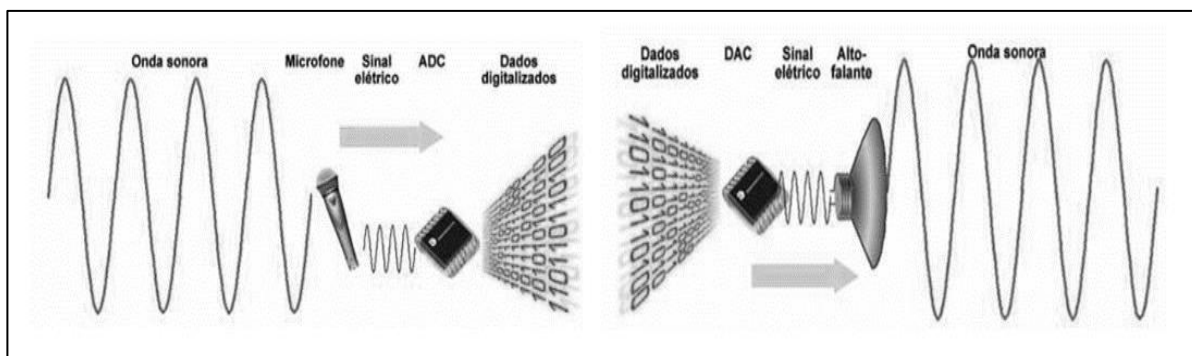 Onda sonora
Microfone
Sinal
elétrico
ADC
Dados
digitalizados
Dados
digitalizados
DAC
Sinal
elétrico
Alto-
falante
Onda sonora